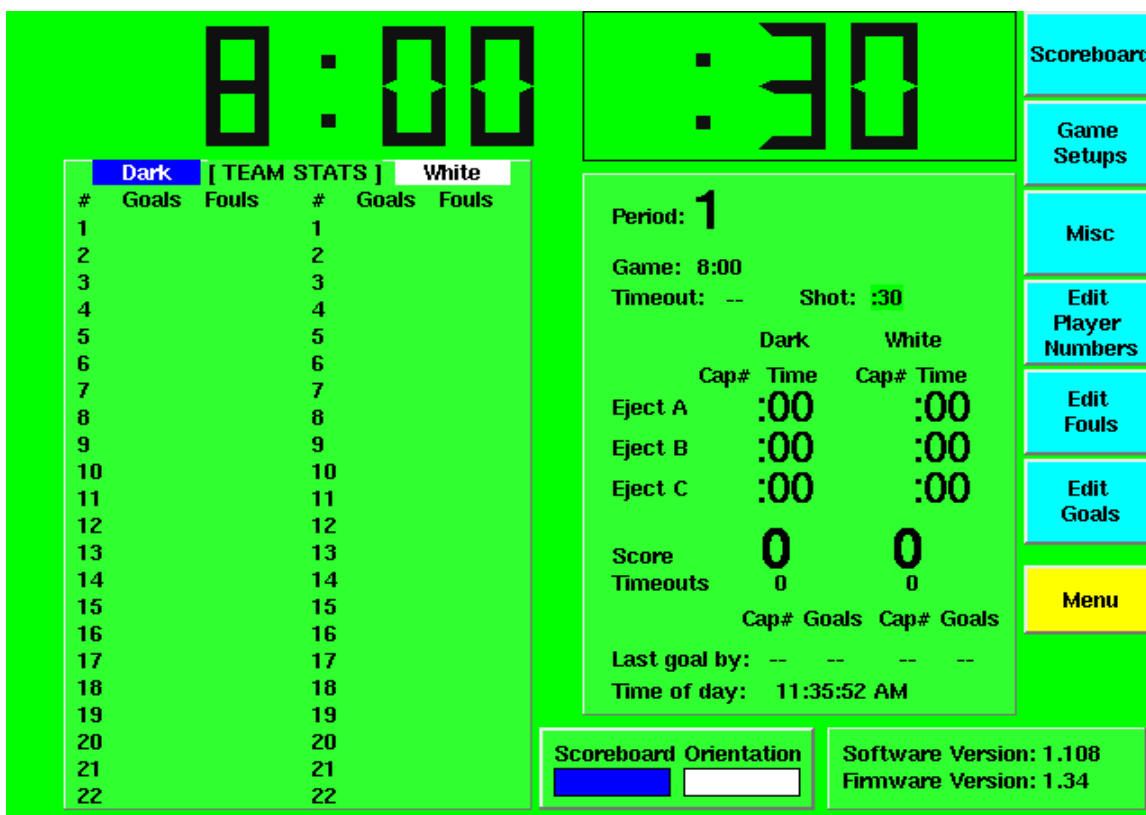 8:00 :30
Dark [ TEAM STATS ] White
# Goals Fouls # Goals Fouls
1 1
2 2
3 3
4 4
5 5
6 6
7 7
8 8
9 9
10 10
11 11
12 12
13 13
14 14
15 15
16 16
17 17
18 18
19 19
20 20
21 21
22 22
Period: 1
Game: 8:00
Timeout: -- Shot: :30
Dark White
Cap# Time Cap# Time
Eject A :00 :00
Eject B :00 :00
Eject C :00 :00
Score 0 0
Timeouts 0 0
Cap# Goals Cap# Goals
Last goal by: -- -- -- --
Time of day: 11:35:52 AM
Scoreboard Orientation
Software Version: 1.108
Firmware Version: 1.34
Scoreboard
Game
Setups
Misc
Edit
Player
Numbers
Edit
Fouls
Edit
Goals
Menu